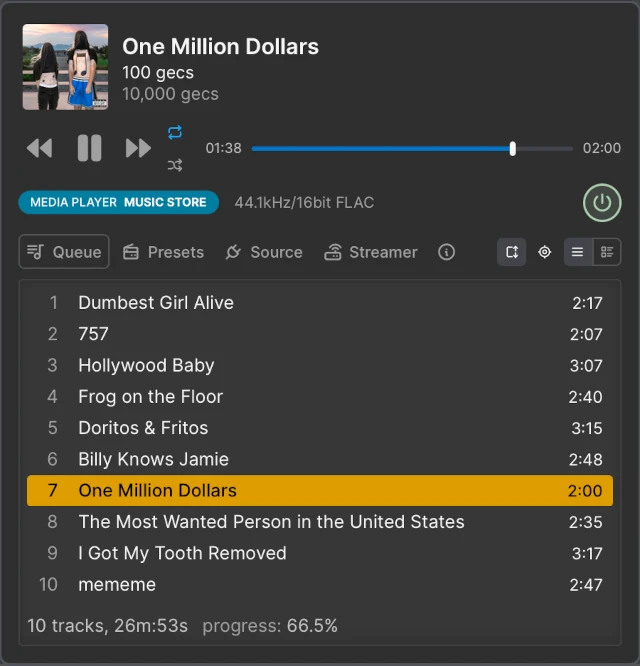 One Million Dollars
100 gecs
10,000 gecs
01:38 02:00
MEDIA PLAYER MUSIC STORE 44.1kHz/16bit FLAC
Queue Presets Source Streamer
1 Dumbest Girl Alive 2:17
2 757 2:07
3 Hollywood Baby 3:07
4 Frog on the Floor 2:40
5 Doritos & Fritos 3:15
6 Billy Knows Jamie 2:48
7 One Million Dollars 2:00
8 The Most Wanted Person in the United States 2:35
9 I Got My Tooth Removed 3:17
10 mememe 2:47
10 tracks, 26m:53s progress: 66.5%